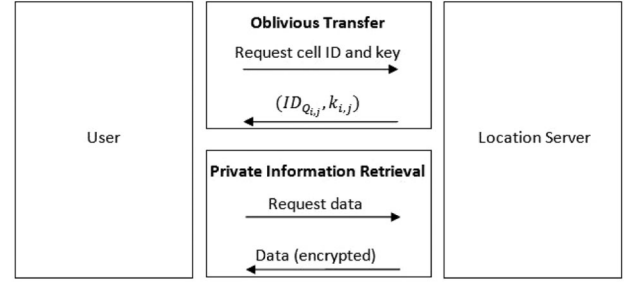 Oblivious Transfer
Request cell ID and key
(ID_{Q_{i,j}}, k_{i,j})
User
Location Server
Private Information Retrieval
Request data
Data (encrypted)